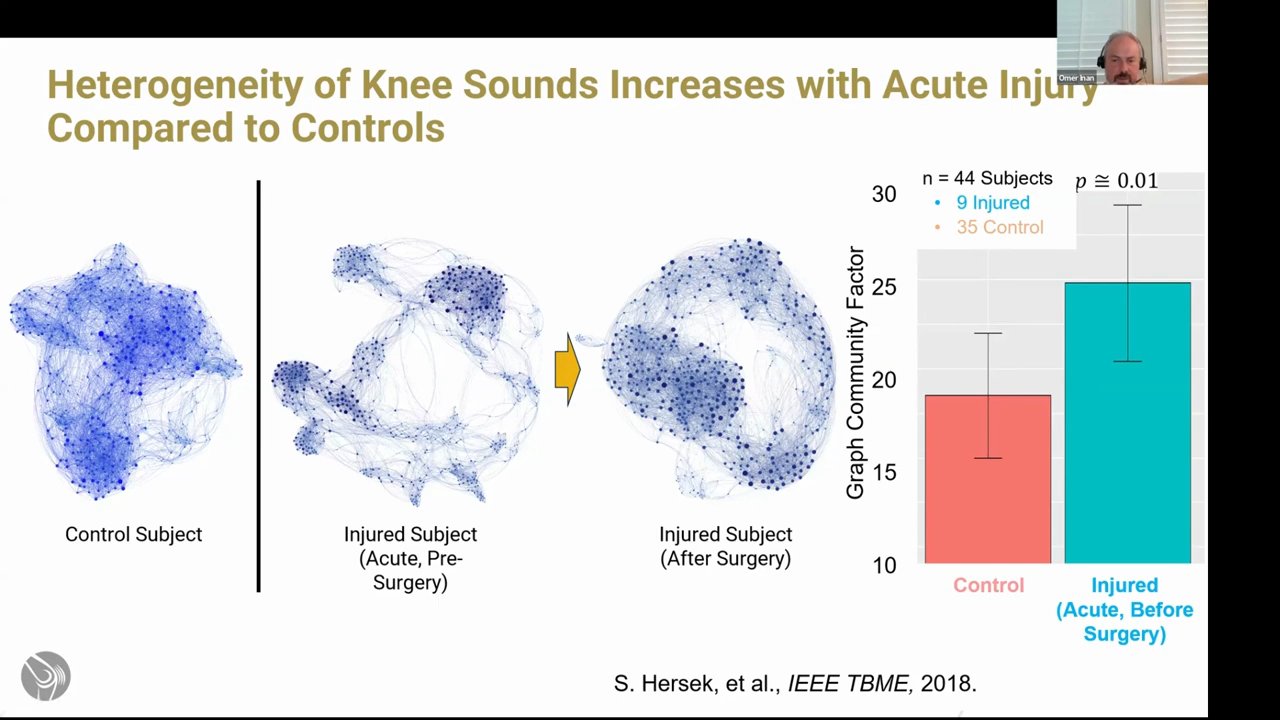 Omer Inan
Heterogeneity of Knee Sounds Increases with Acute Injury
Compared to Controls
n = 44 Subjects
• 9 Injured
• 35 Control
p ≅ 0.01
30
25
20
15
10
Graph Community Factor
Control Subject
Injured Subject
(Acute, Pre-
Surgery)
Injured Subject
(After Surgery)
Control
Injured
(Acute, Before
Surgery)
S. Hersek, et al., IEEE TBME, 2018.